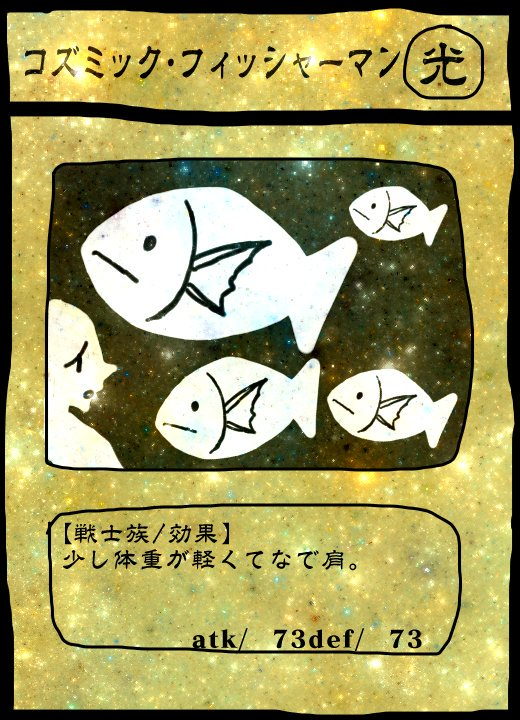 コズミック・フィッシャーマン 光
【戦士族/効果】
少し体重が軽くてなで肩。
atk/ 73def/ 73